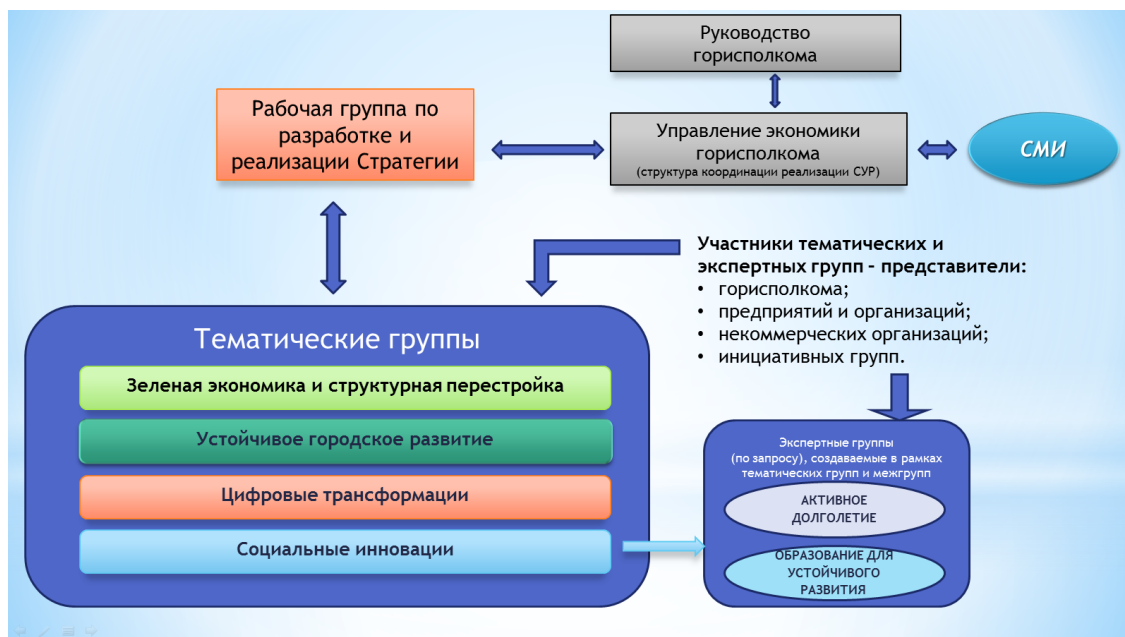 Руководство
горисполкома
Рабочая группа по
разработке и
реализации Стратегии
Управление экономики
горисполкома
(структура координации реализации СУР)
СМИ
Участники тематических и
экспертных групп - представители:
• горисполкома;
• предприятий и организаций;
• некоммерческих организаций;
• инициативных групп.
Тематические группы
Зеленая экономика и структурная перестройка
Устойчивое городское развитие
Цифровые трансформации
Социальные инновации
Экспертные группы
(по запросу), создаваемые в рамках
тематических групп и межгрупп
АКТИВНОЕ
ДОЛГОЛЕТИЕ
ОБРАЗОВАНИЕ ДЛЯ
УСТОЙЧИВОГО
РАЗВИТИЯ